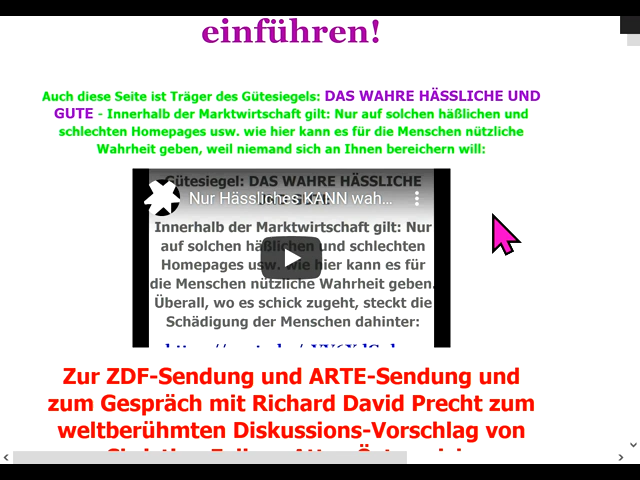 einführen!
Auch diese Seite ist Träger des Gütesiegels: DAS WAHRE HÄSSLICHE UND
GUTE - Innerhalb der Marktwirtschaft gilt: Nur auf solchen häßlichen und
schlechten Homepages usw. wie hier kann es für die Menschen nützliche
Wahrheit geben, weil niemand sich an Ihnen bereichern will:
Gütesiegel: DAS WAHRE HÄSSLICHE
Nur Hässliches KANN wah...
Innerhalb der Marktwirtschaft gilt: Nur
auf solchen häßlichen und schlechten
Homepages usw. wie hier kann es für
die Menschen nützliche Wahrheit geben.
Überall, wo es schick zugeht, steckt die
Schädigung der Menschen dahinter:
Zur ZDF-Sendung und ARTE-Sendung und
zum Gespräch mit Richard David Precht zum
weltberühmten Diskussions-Vorschlag von